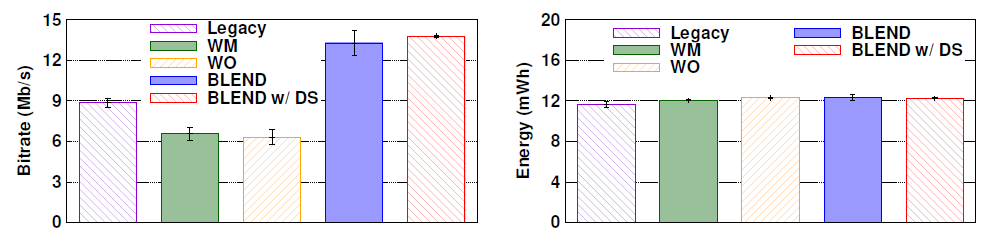 Bitrate (Mb/s)
15
12
9
6
3
0
Legacy
WM
WO
BLEND
BLEND w/ DS
Energy (mWh)
20
16
12
8
4
0
Legacy
WM
WO
BLEND
BLEND w/ DS